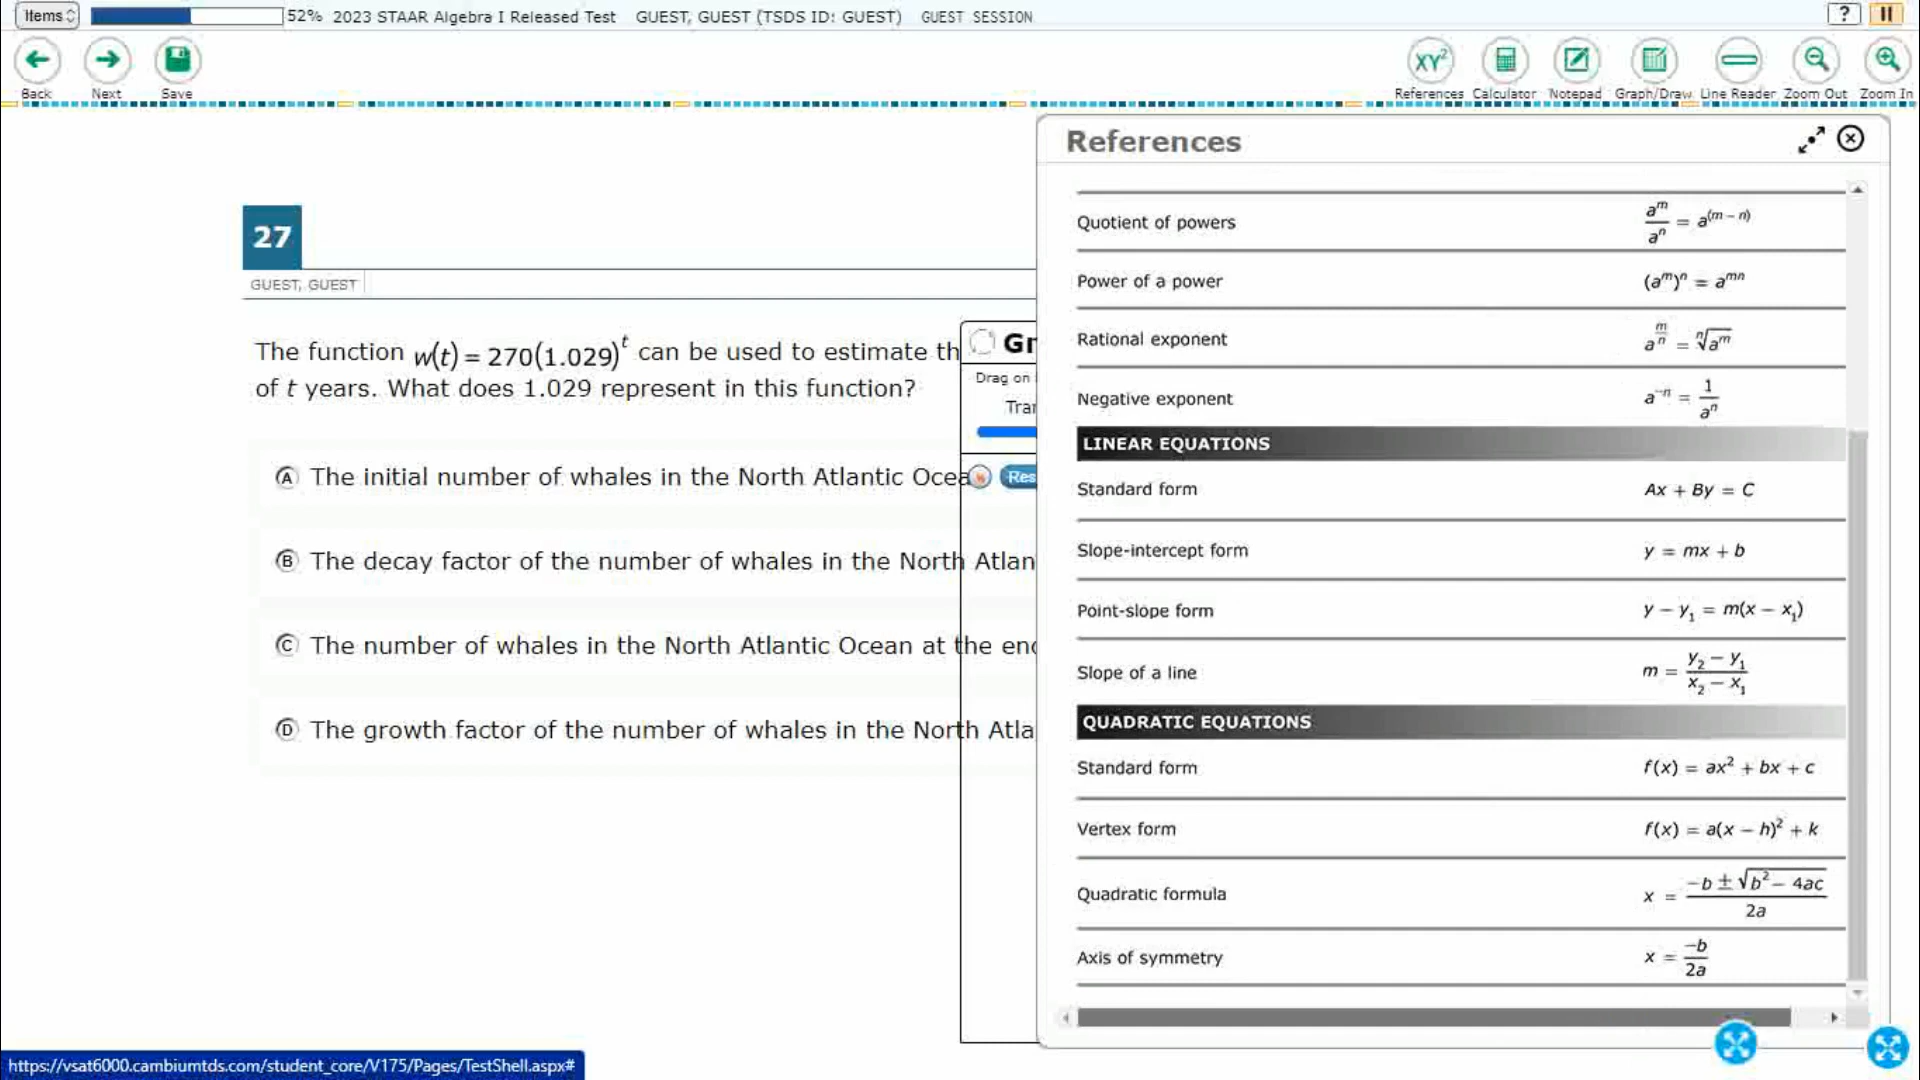 Items 52% 2023 STAAR Algebra I Released Test GUEST, GUEST (TSDS ID: GUEST) GUEST SESSION ?
Back Next Save XY² References Calculator Notepad Graph/Draw Line Reader Zoom Out Zoom In
27
GUEST, GUEST
The function w(t) = 270(1.029)^t can be used to estimate th
of t years. What does 1.029 represent in this function?
A The initial number of whales in the North Atlantic Ocea
B The decay factor of the number of whales in the North Atlan
C The number of whales in the North Atlantic Ocean at the end
D The growth factor of the number of whales in the North Atla
Gr
Drag on
Tra
Res
References
Quotient of powers a^m / a^n = a^(m − n)
Power of a power (a^m)^n = a^mn
Rational exponent a^(m/n) = ⁿ√a^m
Negative exponent a^−n = 1 / a^n
LINEAR EQUATIONS
Standard form Ax + By = C
Slope-intercept form y = mx + b
Point-slope form y − y₁ = m(x − x₁)
Slope of a line m = y₂ − y₁ / x₂ − x₁
QUADRATIC EQUATIONS
Standard form f(x) = ax² + bx + c
Vertex form f(x) = a(x − h)² + k
Quadratic formula x = −b ± √b² − 4ac / 2a
Axis of symmetry x = −b / 2a
https://vsat6000.cambiumtds.com/student_core/V175/Pages/TestShell.aspx#